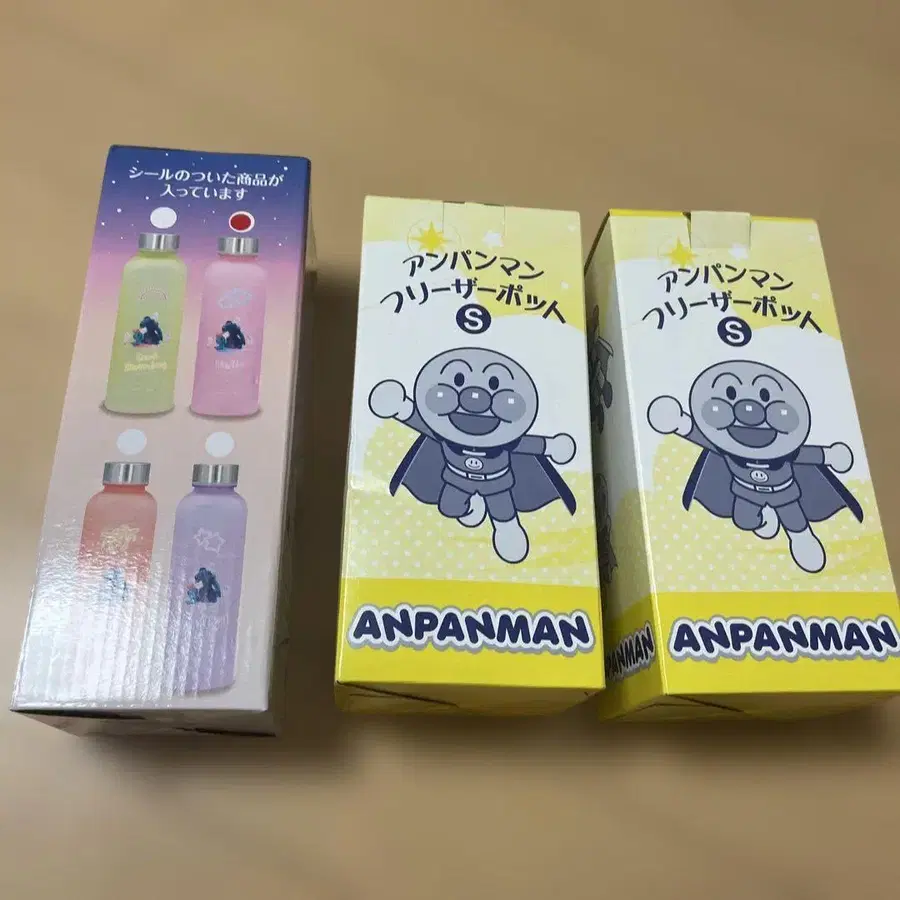 シールのついた商品が
入っています
アンパンマン
フリーザーポット
S
ANPANMAN
アンパンマン
フリーザーポット
S
ANPANMAN
ANPANMAN